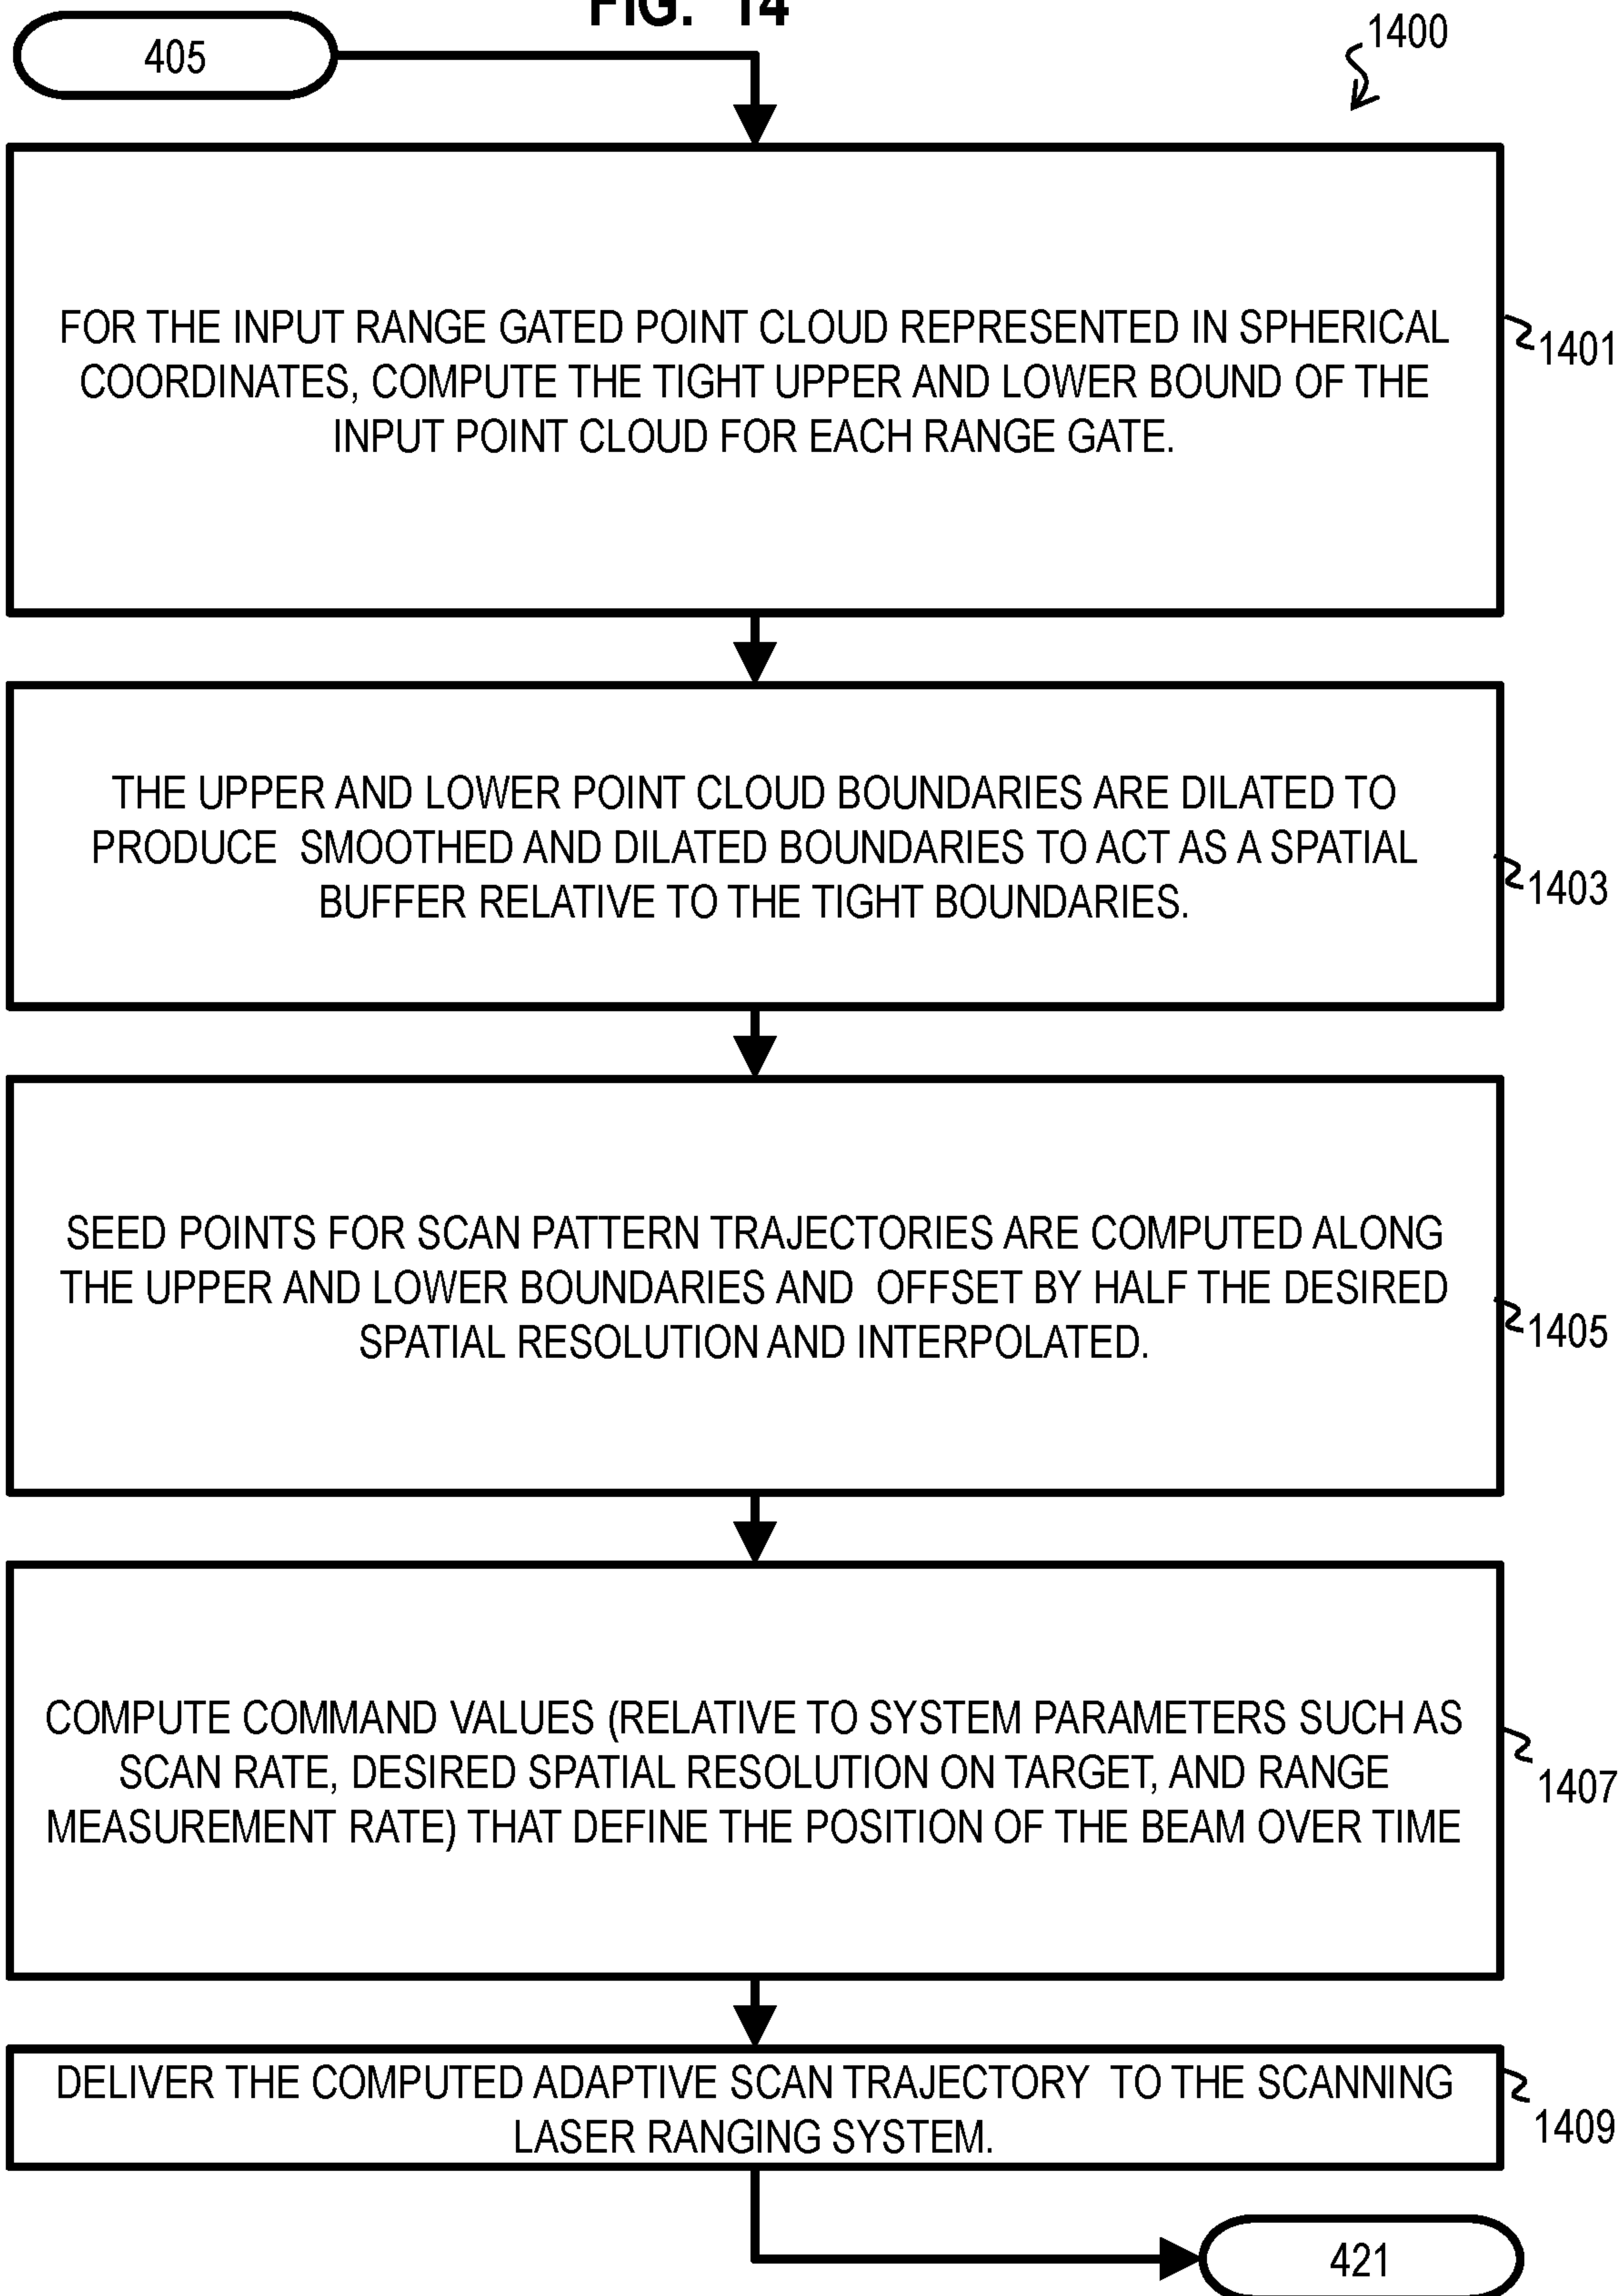 FIG. 14
405
1400
FOR THE INPUT RANGE GATED POINT CLOUD REPRESENTED IN SPHERICAL
COORDINATES, COMPUTE THE TIGHT UPPER AND LOWER BOUND OF THE
INPUT POINT CLOUD FOR EACH RANGE GATE.
1401
THE UPPER AND LOWER POINT CLOUD BOUNDARIES ARE DILATED TO
PRODUCE SMOOTHED AND DILATED BOUNDARIES TO ACT AS A SPATIAL
BUFFER RELATIVE TO THE TIGHT BOUNDARIES.
1403
SEED POINTS FOR SCAN PATTERN TRAJECTORIES ARE COMPUTED ALONG
THE UPPER AND LOWER BOUNDARIES AND OFFSET BY HALF THE DESIRED
SPATIAL RESOLUTION AND INTERPOLATED.
1405
COMPUTE COMMAND VALUES (RELATIVE TO SYSTEM PARAMETERS SUCH AS
SCAN RATE, DESIRED SPATIAL RESOLUTION ON TARGET, AND RANGE
MEASUREMENT RATE) THAT DEFINE THE POSITION OF THE BEAM OVER TIME
1407
DELIVER THE COMPUTED ADAPTIVE SCAN TRAJECTORY TO THE SCANNING
LASER RANGING SYSTEM.
1409
421